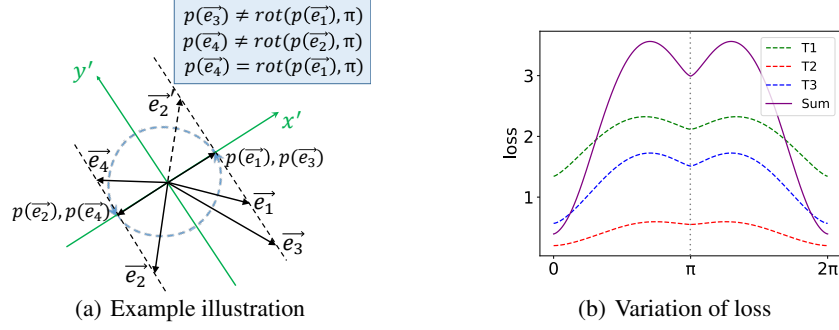 p(e₃⃗) ≠ rot(p(e₁⃗), π)
p(e₄⃗) ≠ rot(p(e₂⃗), π)
p(e₄⃗) = rot(p(e₁⃗), π)
y′
x′
e₂⃗′
e₄⃗
p(e₁⃗), p(e₃⃗)
e₁⃗
p(e₂⃗), p(e₄⃗)
e₃⃗
e₂⃗
(a) Example illustration
T1
T2
T3
Sum
loss
3
2
1
0
π
2π
(b) Variation of loss